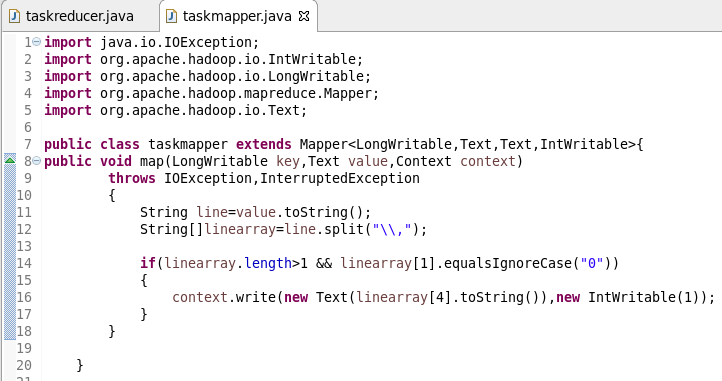 taskreducer.java taskmapper.java
1 import java.io.IOException;
2 import org.apache.hadoop.io.IntWritable;
3 import org.apache.hadoop.io.LongWritable;
4 import org.apache.hadoop.mapreduce.Mapper;
5 import org.apache.hadoop.io.Text;
6
7 public class taskmapper extends Mapper<LongWritable,Text,Text,IntWritable>{
8 public void map(LongWritable key,Text value,Context context)
9         throws IOException,InterruptedException
10         {
11             String line=value.toString();
12             String[]linearray=line.split("\\,");
13
14             if(linearray.length>1 && linearray[1].equalsIgnoreCase("0"))
15             {
16                 context.write(new Text(linearray[4].toString()),new IntWritable(1));
17             }
18         }
19
20     }
21